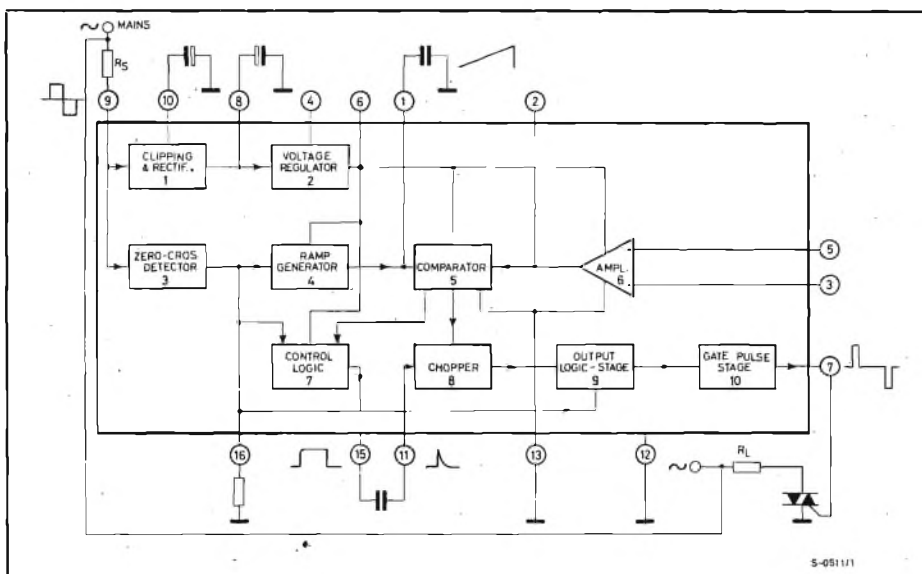 ∼ MAINS
RS
9
10
8
4
6
1
2
CLIPPING
& RECTIF.
1
VOLTAGE
REGULATOR
2
ZERO-CROS
DETECTOR
3
RAMP
GENERATOR
4
COMPARATOR
5
AMPL.
6
5
3
CONTROL
LOGIC
7
CHOPPER
8
OUTPUT
LOGIC-STAGE
9
GATE PULSE
STAGE
10
7
16
15
11
13
12
∼
RL
S-0511/1